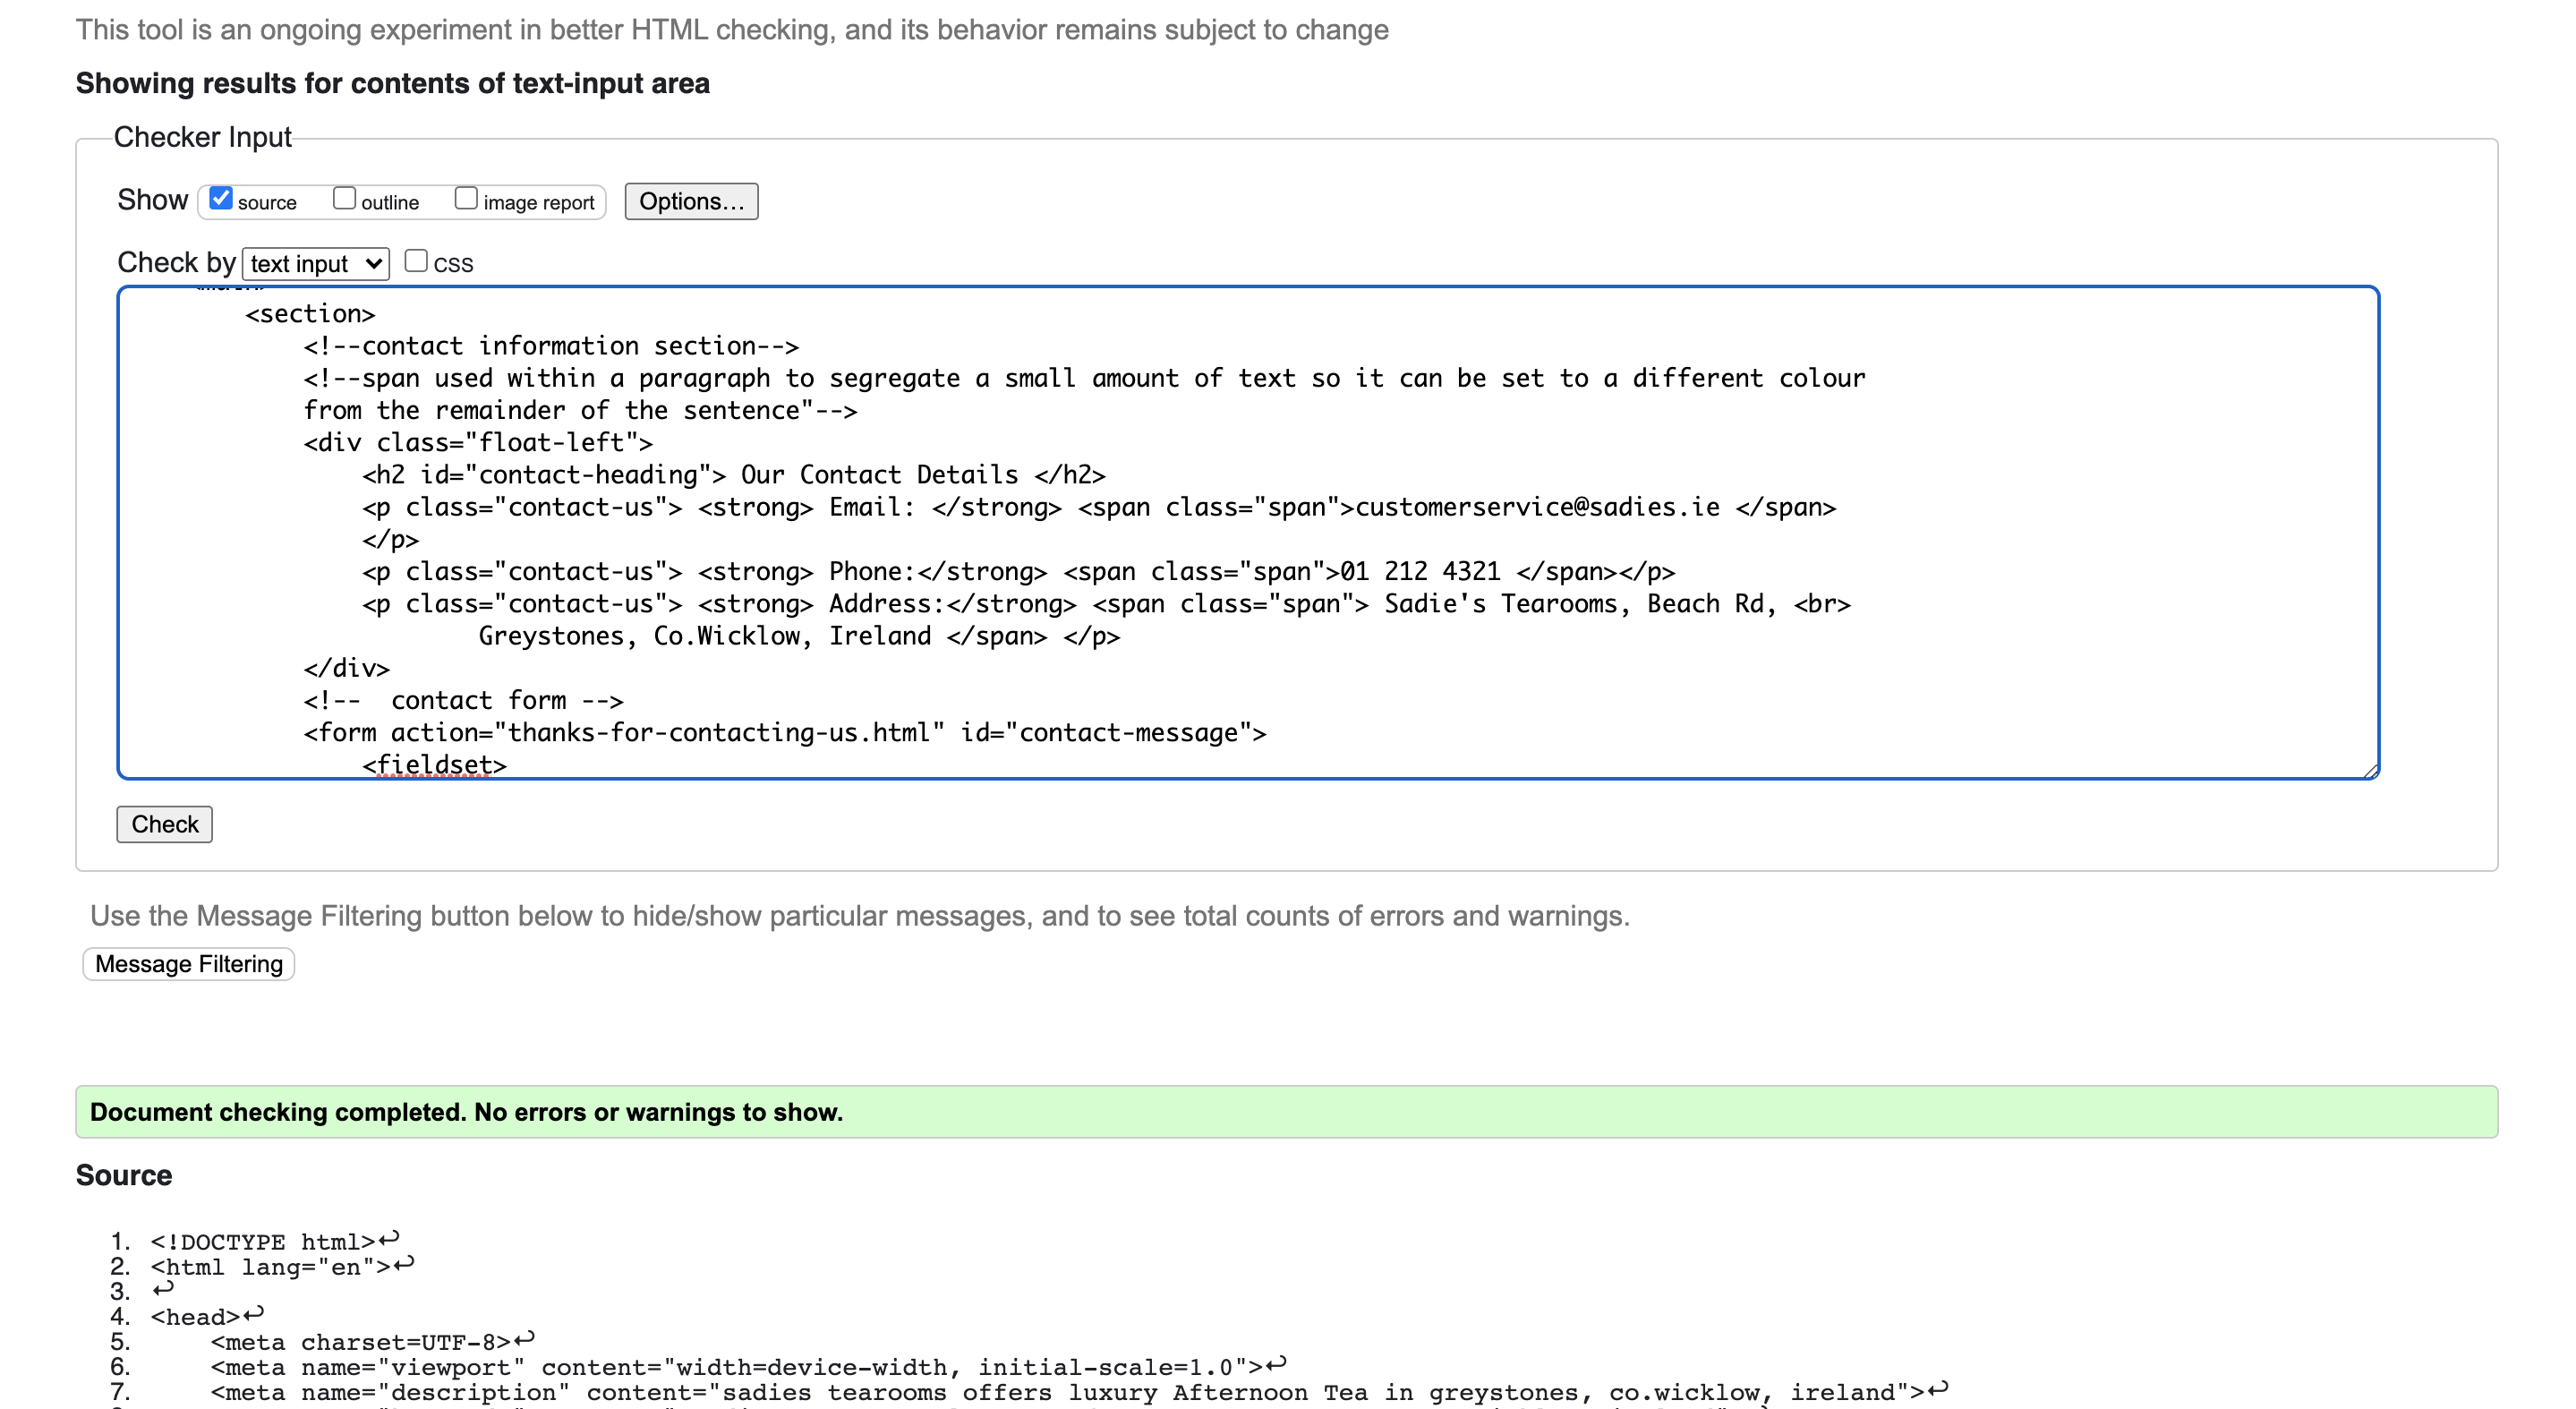 This tool is an ongoing experiment in better HTML checking, and its behavior remains subject to change
Showing results for contents of text-input area
Checker Input
Show source outline image report Options...
Check by text input CSS
<section>
<!--contact information section-->
<!--span used within a paragraph to segregate a small amount of text so it can be set to a different colour
from the remainder of the sentence"-->
<div class="float-left">
<h2 id="contact-heading"> Our Contact Details </h2>
<p class="contact-us"> <strong> Email: </strong> <span class="span">customerservice@sadies.ie </span>
</p>
<p class="contact-us"> <strong> Phone:</strong> <span class="span">01 212 4321 </span></p>
<p class="contact-us"> <strong> Address:</strong> <span class="span"> Sadie's Tearooms, Beach Rd, <br>
Greystones, Co.Wicklow, Ireland </span> </p>
</div>
<!--  contact form -->
<form action="thanks-for-contacting-us.html" id="contact-message">
<fieldset>
Check
Use the Message Filtering button below to hide/show particular messages, and to see total counts of errors and warnings.
Message Filtering
Document checking completed. No errors or warnings to show.
Source
1. <!DOCTYPE html>↩
2. <html lang="en">↩
3. ↩
4. <head>↩
5. <meta charset=UTF-8>↩
6. <meta name="viewport" content="width=device-width, initial-scale=1.0">↩
7. <meta name="description" content="sadies tearooms offers luxury Afternoon Tea in greystones, co.wicklow, ireland">↩